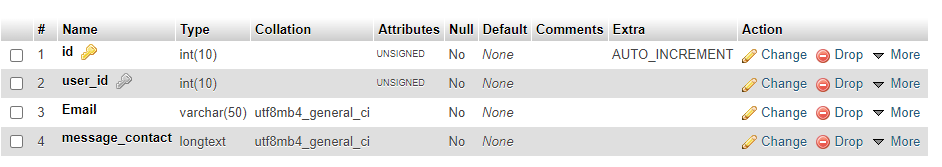 # Name Type Collation Attributes Null Default Comments Extra Action
1 id int(10) UNSIGNED No None AUTO_INCREMENT Change Drop More
2 user_id int(10) UNSIGNED No None Change Drop More
3 Email varchar(50) utf8mb4_general_ci No None Change Drop More
4 message_contact longtext utf8mb4_general_ci No None Change Drop More